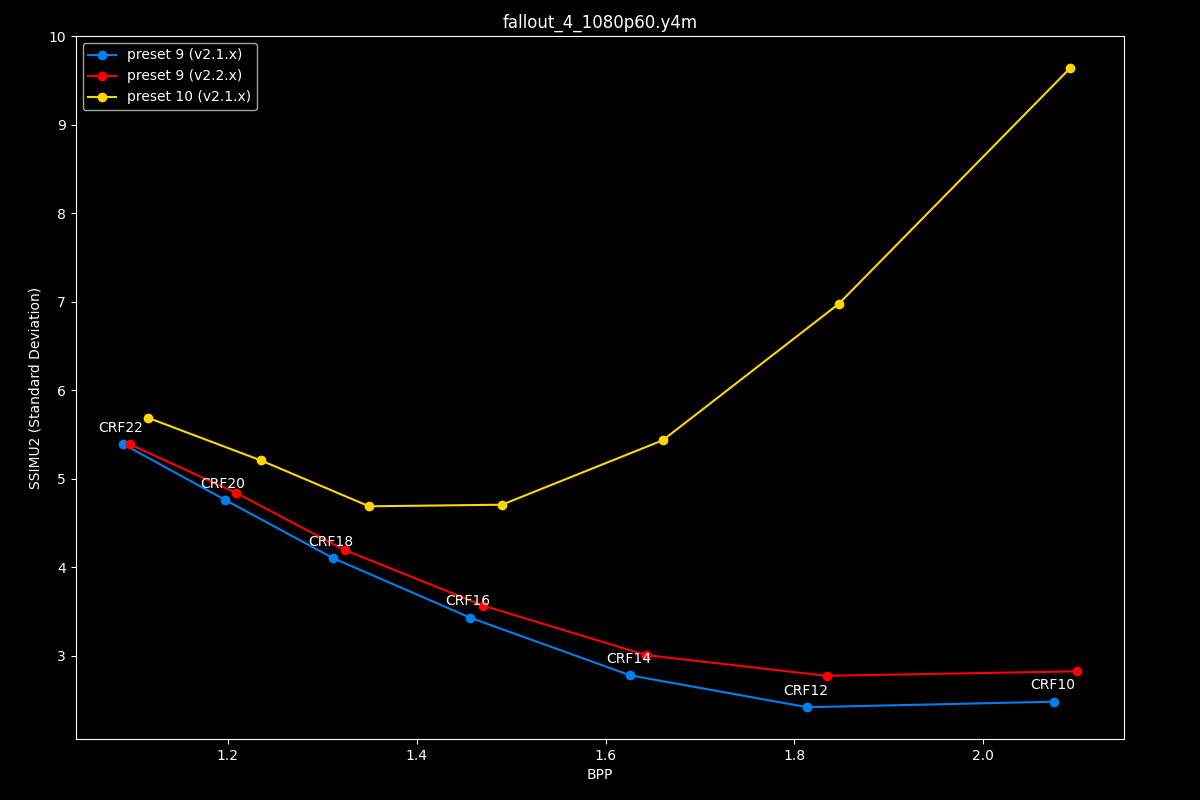 fallout_4_1080p60.y4m
10
preset 9 (v2.1.x)
preset 9 (v2.2.x)
preset 10 (v2.1.x)
9
8
7
6
5
4
3
SSIMU2 (Standard Deviation)
CRF22
CRF20
CRF18
CRF16
CRF14
CRF12
CRF10
1.2
1.4
1.6
1.8
2.0
BPP